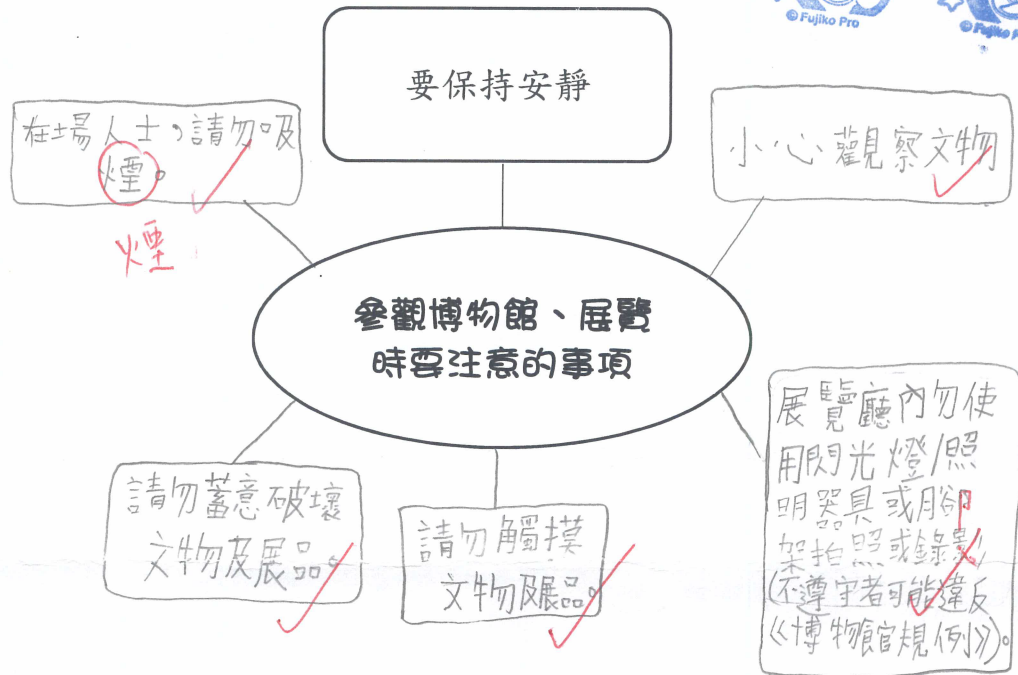 © Fujiko Pro
© Fujiko P
要保持安靜
在場人士，請勿吸
煙。
煙
小心觀察文物
參觀博物館、展覽
時要注意的事項
請勿蓄意破壞
文物及展品。
請勿觸摸
文物及展品。
展覽廳內勿使
用閃光燈/照
明器具或腳
架拍照或錄影
(不遵守者可能違反
《博物館規例》)。